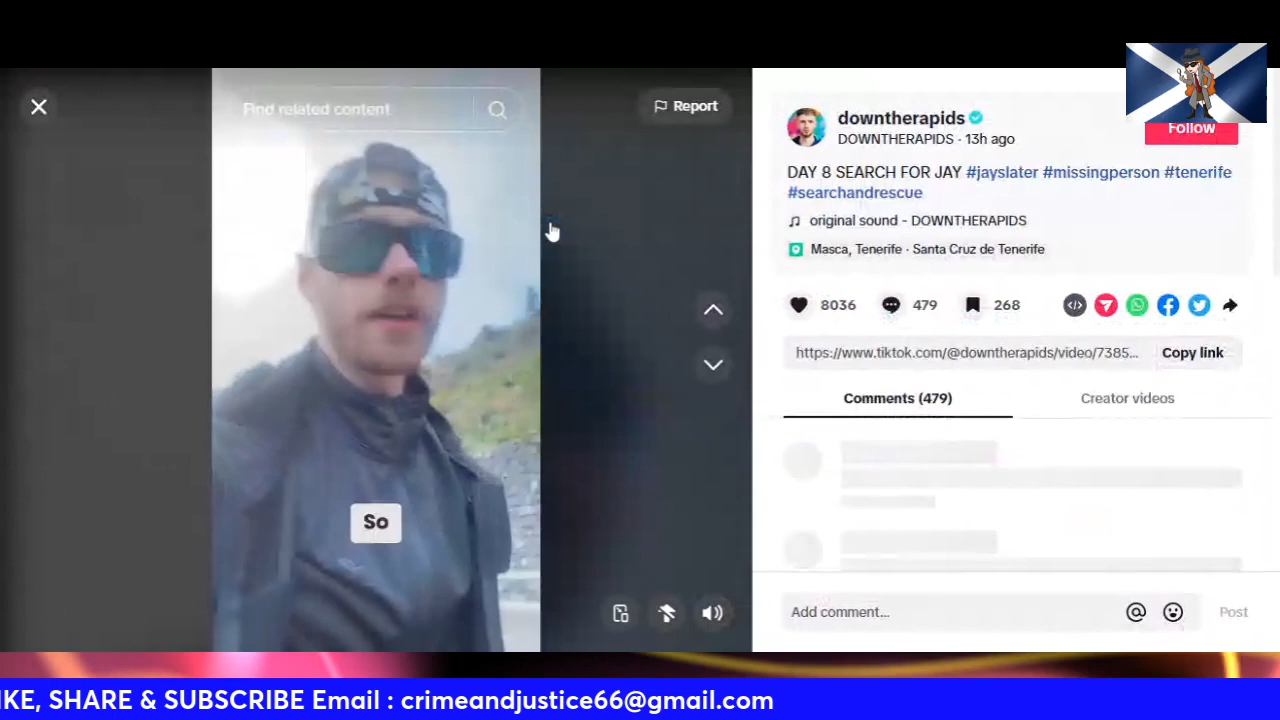 Find related content
Report
downtherapids
DOWNTHERAPIDS · 13h ago
Follow
DAY 8 SEARCH FOR JAY #jayslater #missingperson #tenerife
#searchandrescue
original sound - DOWNTHERAPIDS
Masca, Tenerife · Santa Cruz de Tenerife
8036 479 268
https://www.tiktok.com/@downtherapids/video/7385... Copy link
Comments (479) Creator videos
So
Add comment... Post
IKE, SHARE & SUBSCRIBE Email : crimeandjustice66@gmail.com